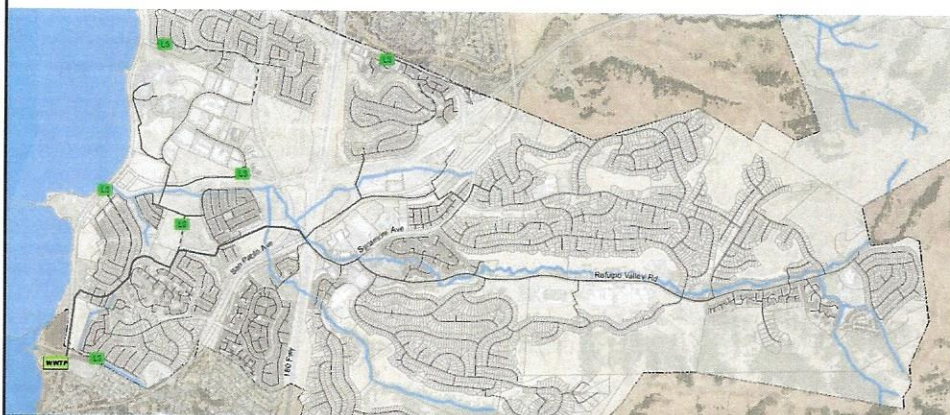 LS
LS
LS
LS
LS
San Pablo Ave
Sycamore Ave
Refugio Valley Rd
I 80 Fwy
WWTP
LS